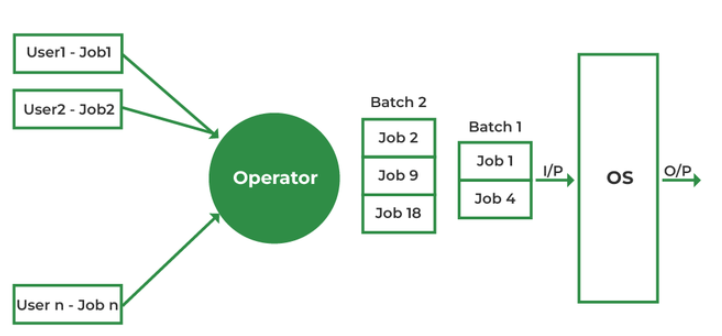 User1 - Job1
User2 - Job2
User n - Job n
Operator
Batch 2
Job 2
Job 9
Job 18
Batch 1
Job 1
Job 4
I/P
OS
O/P